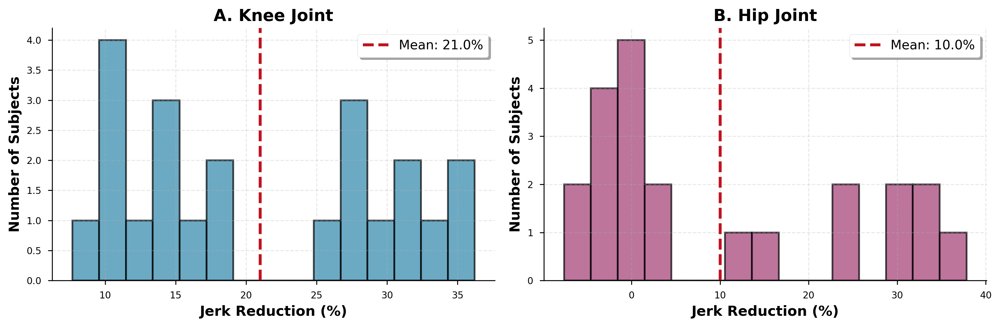 A. Knee Joint
Number of Subjects
4.0
3.5
3.0
2.5
2.0
1.5
1.0
0.5
0.0
Mean: 21.0%
10 15 20 25 30 35
Jerk Reduction (%)
B. Hip Joint
Number of Subjects
5
4
3
2
1
0
Mean: 10.0%
0 10 20 30 40
Jerk Reduction (%)